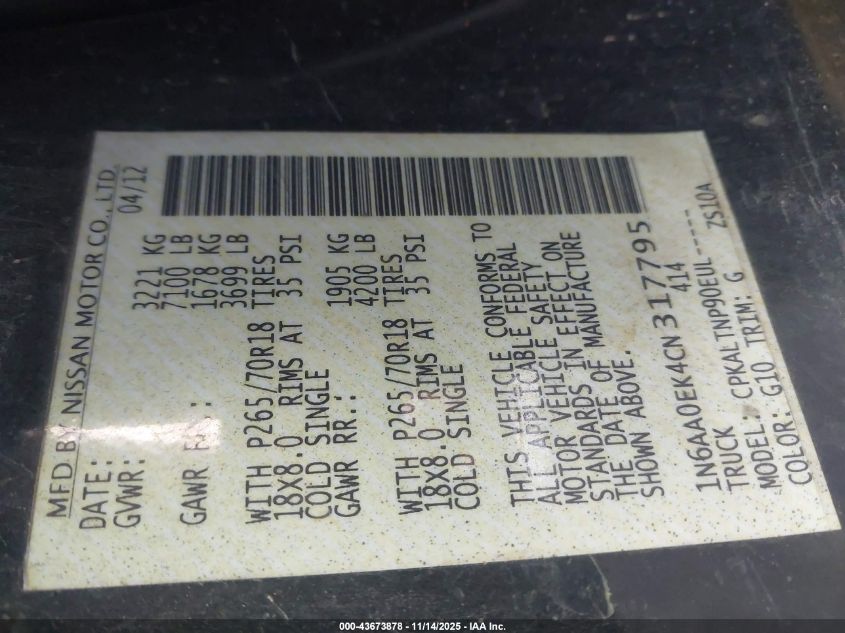 MFD BY NISSAN MOTOR CO., LTD.
DATE: 04/12
GVWR: 3221 KG
7100 LB
GAWR 1678 KG
3699 LB
WITH P265/70R18 TIRES
18X8.0 RIMS AT 35 PSI
COLD SINGLE
GAWR RR.: 1905 KG
4200 LB
WITH P265/70R18 TIRES
18X8.0 RIMS AT 35 PSI
COLD SINGLE
THIS VEHICLE CONFORMS TO
ALL APPLICABLE FEDERAL
MOTOR VEHICLE SAFETY
STANDARDS IN EFFECT ON
THE DATE OF MANUFACTURE
SHOWN ABOVE.
1N6AA0EK4CN317795
TRUCK 414
MODEL: CPKALTNP90EUL-----
COLOR: G10 TRIM: G ZS10A
000-43673878 - 11/14/2025 - IAA Inc.